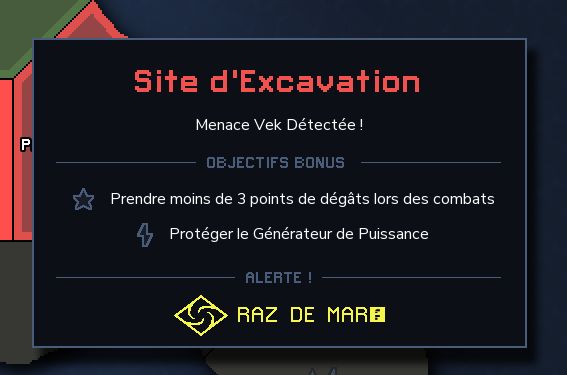 Site d'Excavation
Menace Vek Détectée !
OBJECTIFS BONUS
Prendre moins de 3 points de dégâts lors des combats
Protéger le Générateur de Puissance
ALERTE !
RAZ DE MARÉE